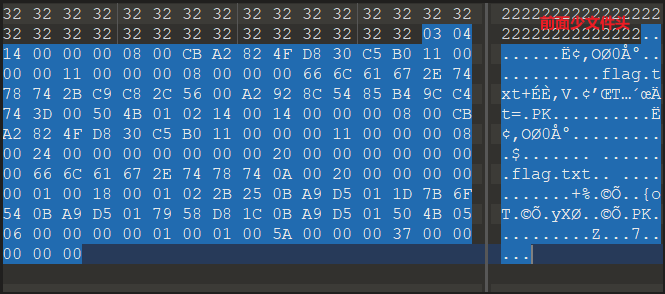 32 32 32 32 32 32 32 32 32 32 32 32 32 32 32 32 2222222222222222
前面少文件头
32 32 32 32 32 32 32 32 32 32 32 32 32 32 03 04 22222222222222..
14 00 00 00 08 00 CB A2 82 4F D8 30 C5 B0 11 00 ......Ë¢‚OØ0Å°..
00 00 11 00 00 00 08 00 00 00 66 6C 61 67 2E 74 ..........flag.t
78 74 2B C9 C8 2C 56 00 A2 92 8C 54 85 B4 9C C4 xt+ÉÈ,V.¢’ŒT…´œÄ
74 3D 00 50 4B 01 02 14 00 14 00 00 00 08 00 CB t=.PK..........Ë
A2 82 4F D8 30 C5 B0 11 00 00 00 11 00 00 00 08 ¢‚OØ0Å°.........
00 24 00 00 00 00 00 00 00 20 00 00 00 00 00 00 .$....... ......
00 66 6C 61 67 2E 74 78 74 0A 00 20 00 00 00 00 .flag.txt.. ....
00 01 00 18 00 01 02 2B 25 0B A9 D5 01 1D 7B 6F .......+%.©Õ..{o
54 0B A9 D5 01 79 58 D8 1C 0B A9 D5 01 50 4B 05 T.©Õ.yXØ..©Õ.PK.
06 00 00 00 00 01 00 01 00 5A 00 00 00 37 00 00 .........Z...7..
00 00 00 ...